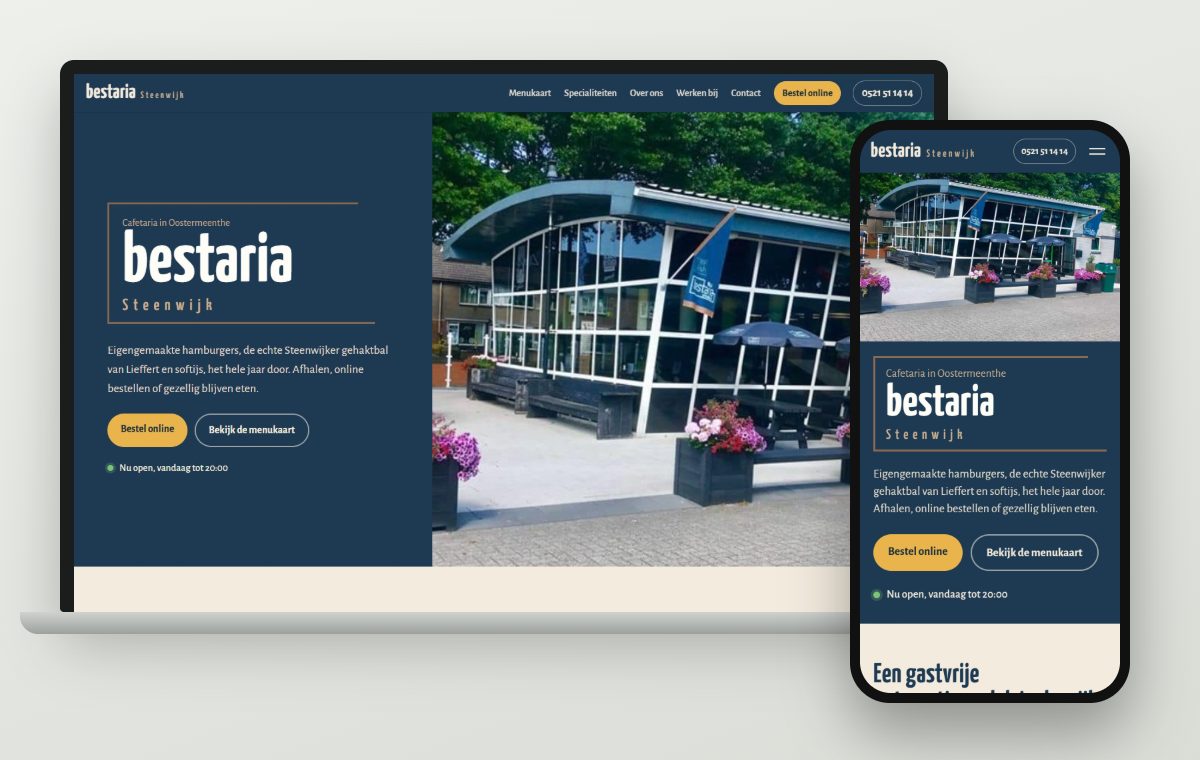 bestaria Steenwijk
Menukaart Specialiteiten Over ons Werken bij Contact Bestel online 0521 51 14 14
Cafetaria in Oostermeenthe
bestaria
Steenwijk
Eigengemaakte hamburgers, de echte Steenwijker gehaktbal
van Lieffert en softijs, het hele jaar door. Afhalen, online
bestellen of gezellig blijven eten.
Bestel online Bekijk de menukaart
Nu open, vandaag tot 20:00
bestaria Steenwijk 0521 51 14 14
Cafetaria in Oostermeenthe
bestaria
Steenwijk
Eigengemaakte hamburgers, de echte Steenwijker
gehaktbal van Lieffert en softijs, het hele jaar door.
Afhalen, online bestellen of gezellig blijven eten.
Bestel online Bekijk de menukaart
Nu open, vandaag tot 20:00
Een gastvrije